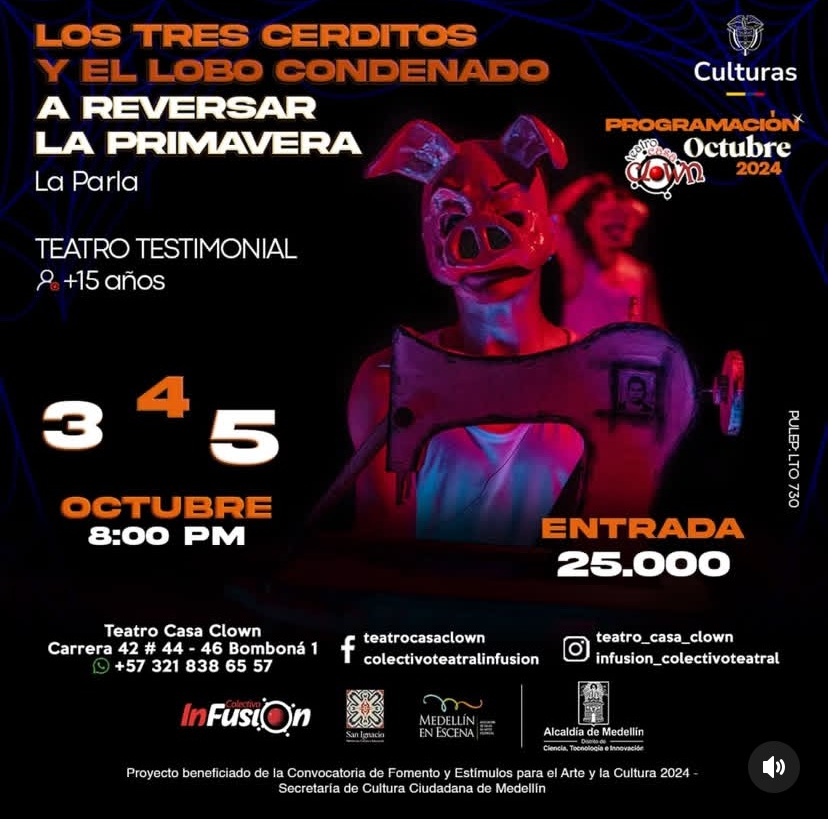 LOS TRES CERDITOS
Y EL LOBO CONDENADO
A REVERSAR
LA PRIMAVERA
La Parla
TEATRO TESTIMONIAL
+15 años
Culturas
PROGRAMACIÓN
Octubre
2024
teatro
casa
CLOWN
3 4 5
OCTUBRE
8:00 PM
PULEP: LTO 730
ENTRADA
25.000
Teatro Casa Clown
Carrera 42 # 44 - 46 Bomboná 1
+57 321 838 65 57
teatrocasaclown
colectivoteatralinfusion
teatro_casa_clown
infusion_colectivoteatral
Colectivo
InFusión
San Ignacio
MEDELLÍN
EN ESCENA
Alcaldía de Medellín
Distrito de
Ciencia, Tecnología e Innovación
Proyecto beneficiado de la Convocatoria de Fomento y Estímulos para el Arte y la Cultura 2024 -
Secretaría de Cultura Ciudadana de Medellín